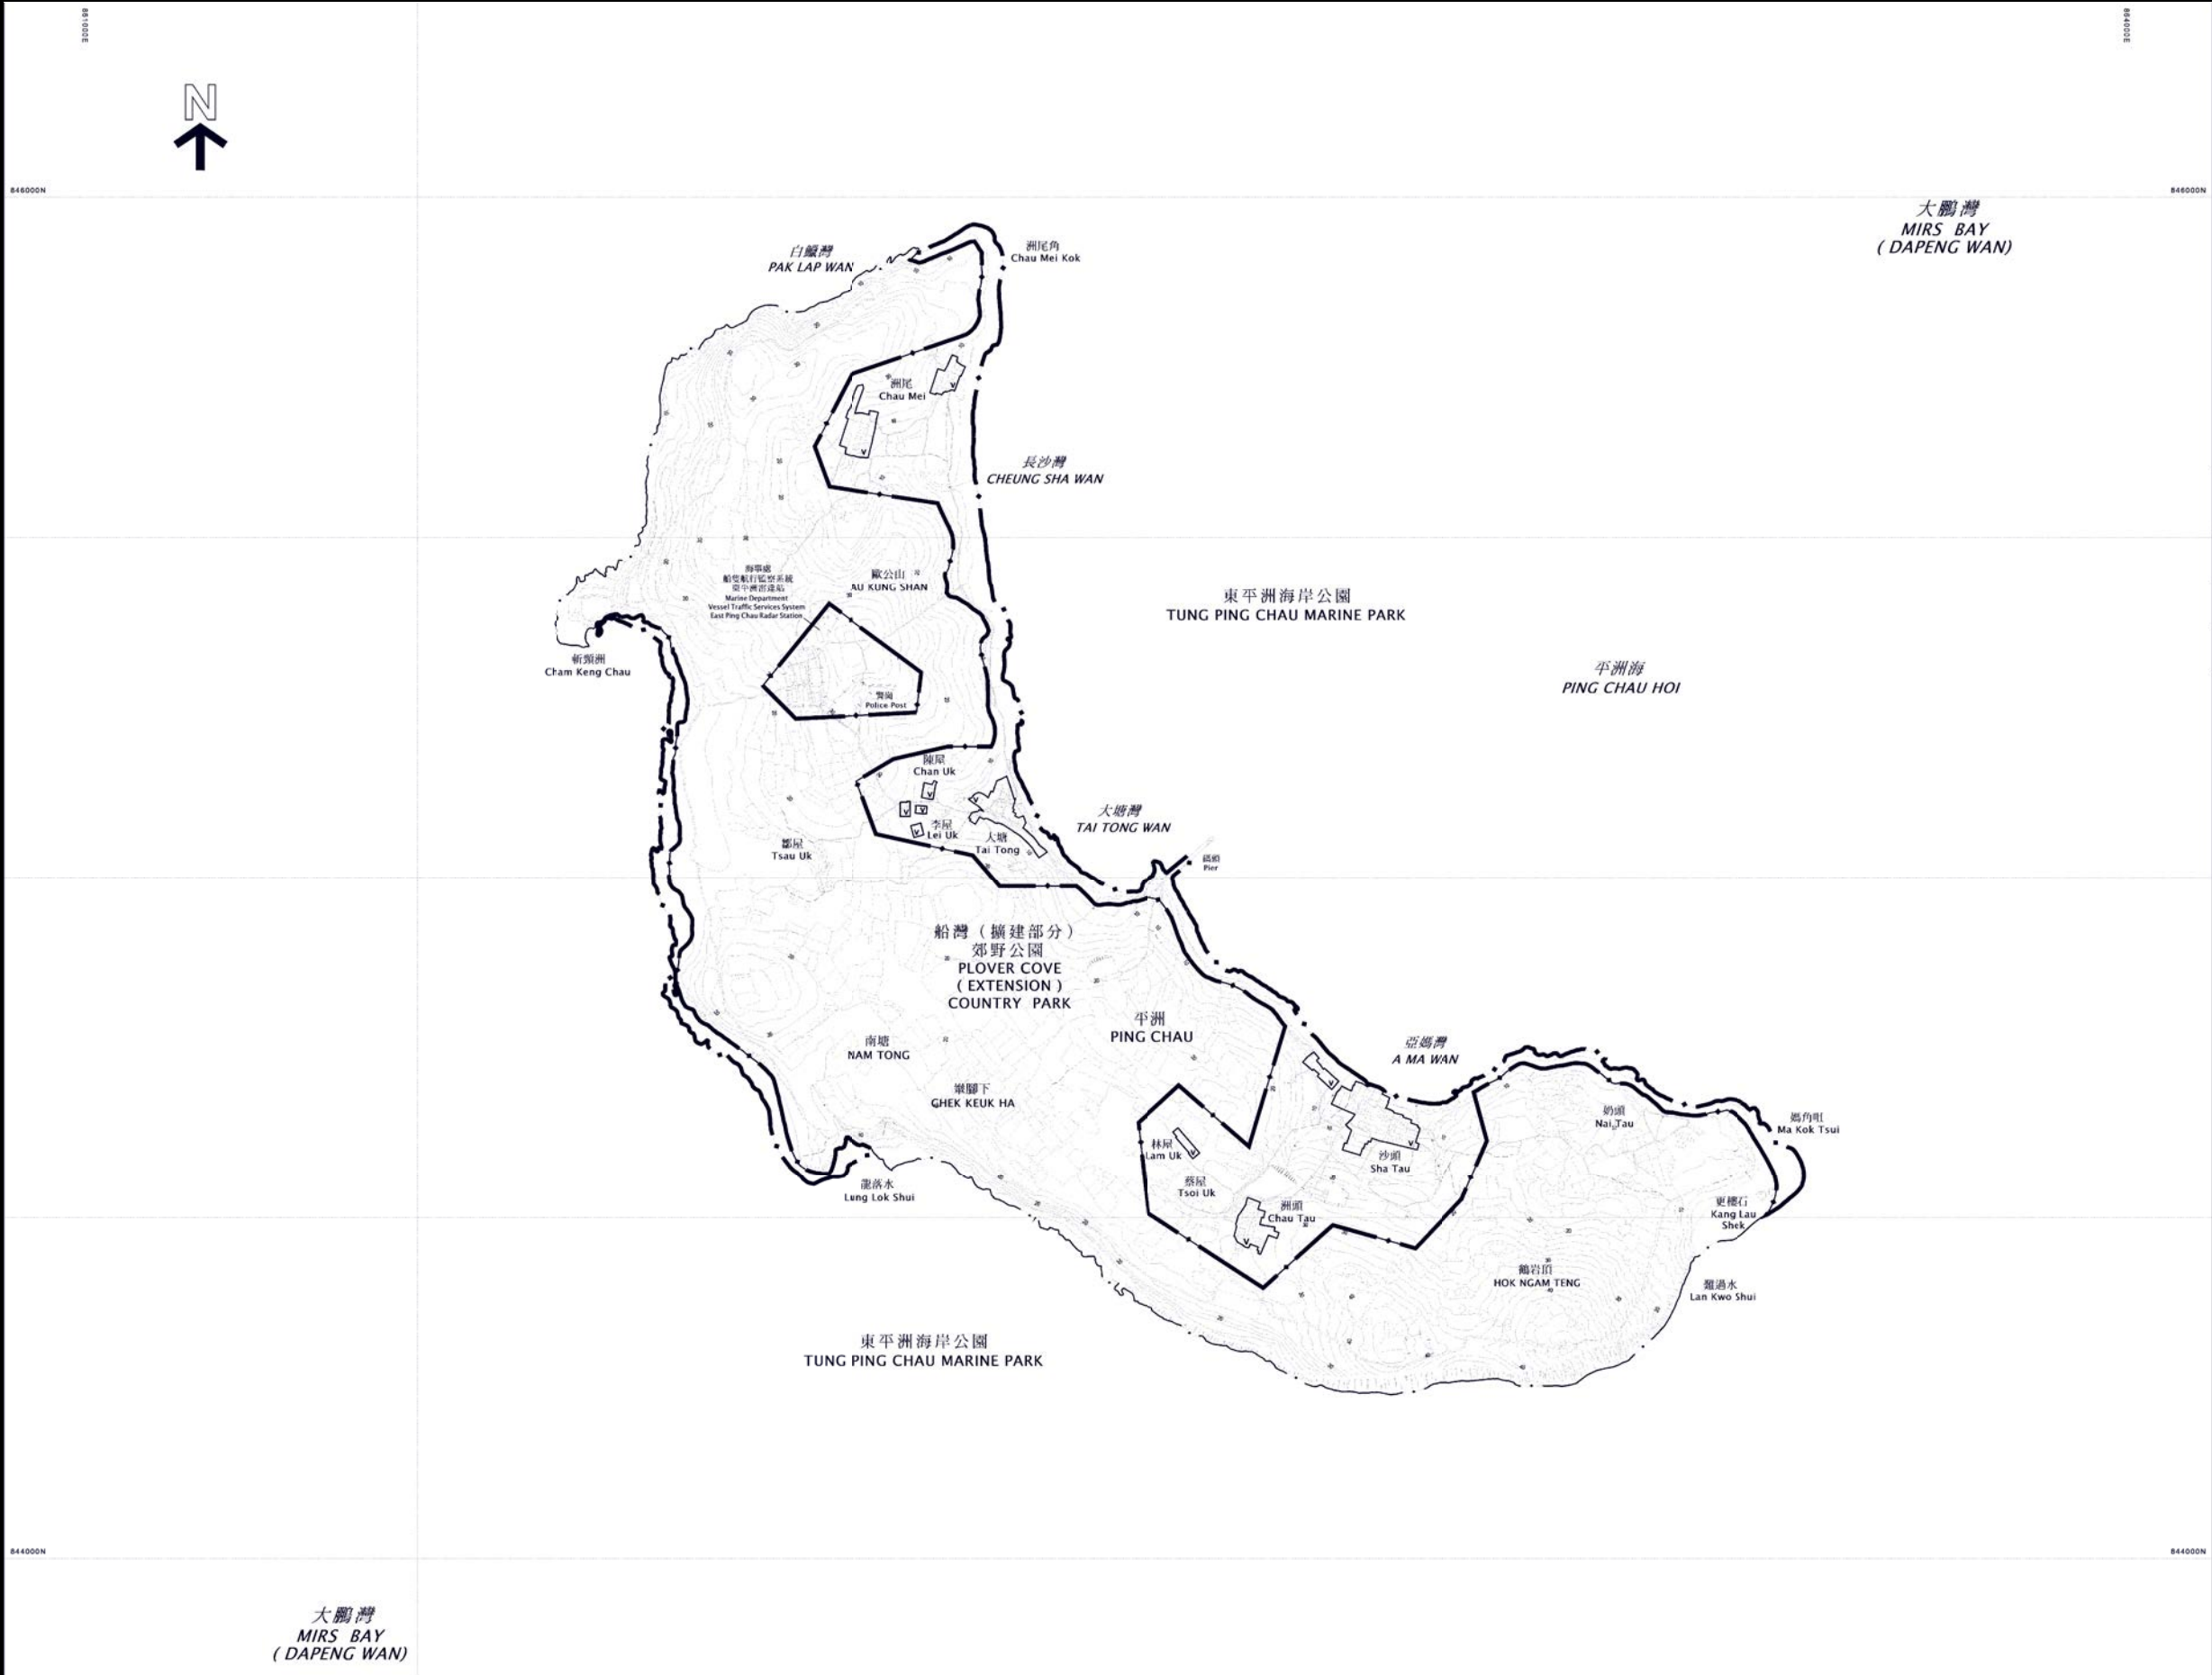 861000E
864000E
N
846000N
846000N
大鵬灣
MIRS BAY
( DAPENG WAN)
白鱲灣
PAK LAP WAN
洲尾角
Chau Mei Kok
洲尾
Chau Mei
長沙灣
CHEUNG SHA WAN
海事處
船隻航行監察系統
東平洲雷達站
Marine Department
Vessel Traffic Services System
East Ping Chau Radar Station
歐公山
AU KUNG SHAN
東平洲海岸公園
TUNG PING CHAU MARINE PARK
斬頸洲
Cham Keng Chau
平洲海
PING CHAU HOI
警崗
Police Post
陳屋
Chan Uk
李屋
Lei Uk
大塘
Tai Tong
大塘灣
TAI TONG WAN
鄒屋
Tsau Uk
碼頭
Pier
船灣（擴建部分）
郊野公園
PLOVER COVE
( EXTENSION )
COUNTRY PARK
平洲
PING CHAU
南塘
NAM TONG
亞媽灣
A MA WAN
腳下
CHEK KEUK HA
奶頭
Nai Tau
媽角咀
Ma Kok Tsui
林屋
Lam Uk
沙頭
Sha Tau
蔡屋
Tsoi Uk
龍落水
Lung Lok Shui
洲頭
Chau Tau
更樓石
Kang Lau
Shek
鶴岩頂
HOK NGAM TENG
難過水
Lan Kwo Shui
東平洲海岸公園
TUNG PING CHAU MARINE PARK
844000N
844000N
大鵬灣
MIRS BAY
( DAPENG WAN)